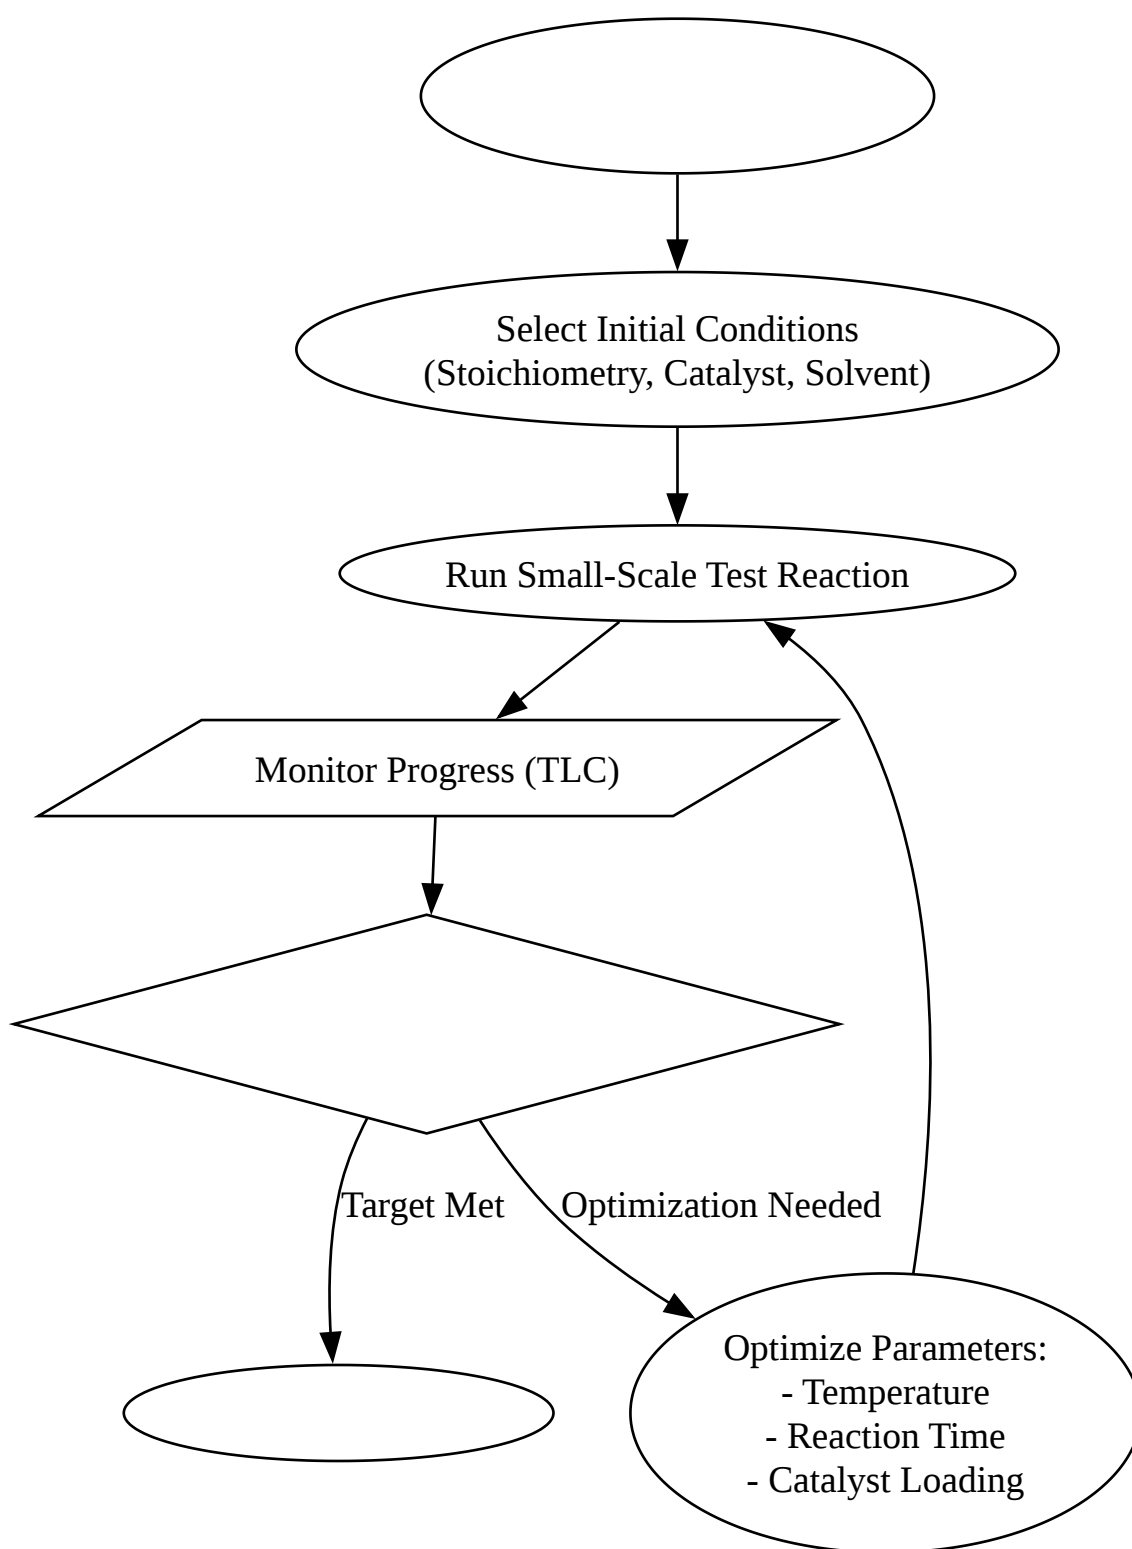 Select Initial Conditions
(Stoichiometry, Catalyst, Solvent)
Run Small-Scale Test Reaction
Monitor Progress (TLC)
Target Met
Optimization Needed
Optimize Parameters:
- Temperature
- Reaction Time
- Catalyst Loading